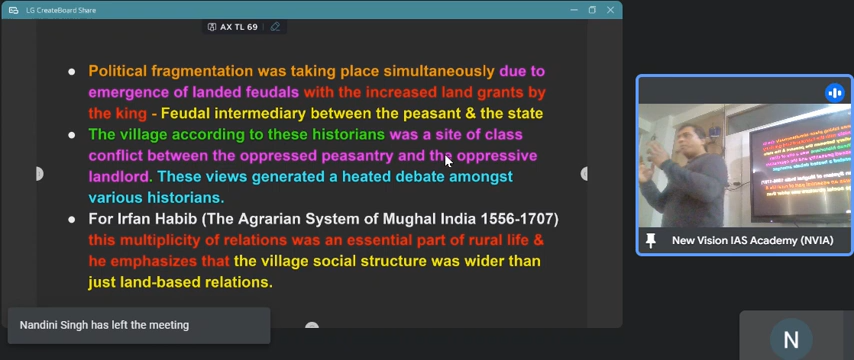 LG CreateBoard Share
AX TL 69
Political fragmentation was taking place simultaneously due to
emergence of landed feudals with the increased land grants by
the king - Feudal intermediary between the peasant & the state
The village according to these historians was a site of class
conflict between the oppressed peasantry and the oppressive
landlord. These views generated a heated debate amongst
various historians.
For Irfan Habib (The Agrarian System of Mughal India 1556-1707)
this multiplicity of relations was an essential part of rural life &
he emphasizes that the village social structure was wider than
just land-based relations.
New Vision IAS Academy (NVIA)
Nandini Singh has left the meeting
N